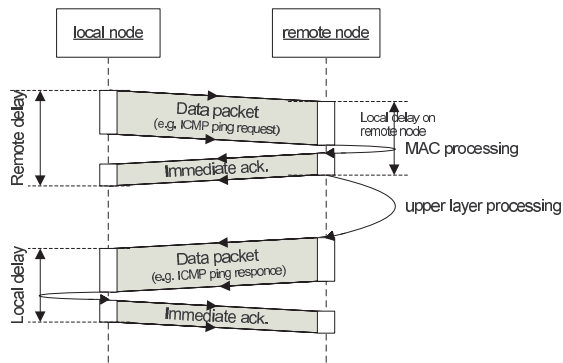 local node
remote node
Data packet
(e.g. ICMP ping request)
Local delay on
remote node
MAC processing
Immediate ack.
Remote delay
upper layer processing
Data packet
(e.g. ICMP ping responce)
Local delay
Immediate ack.